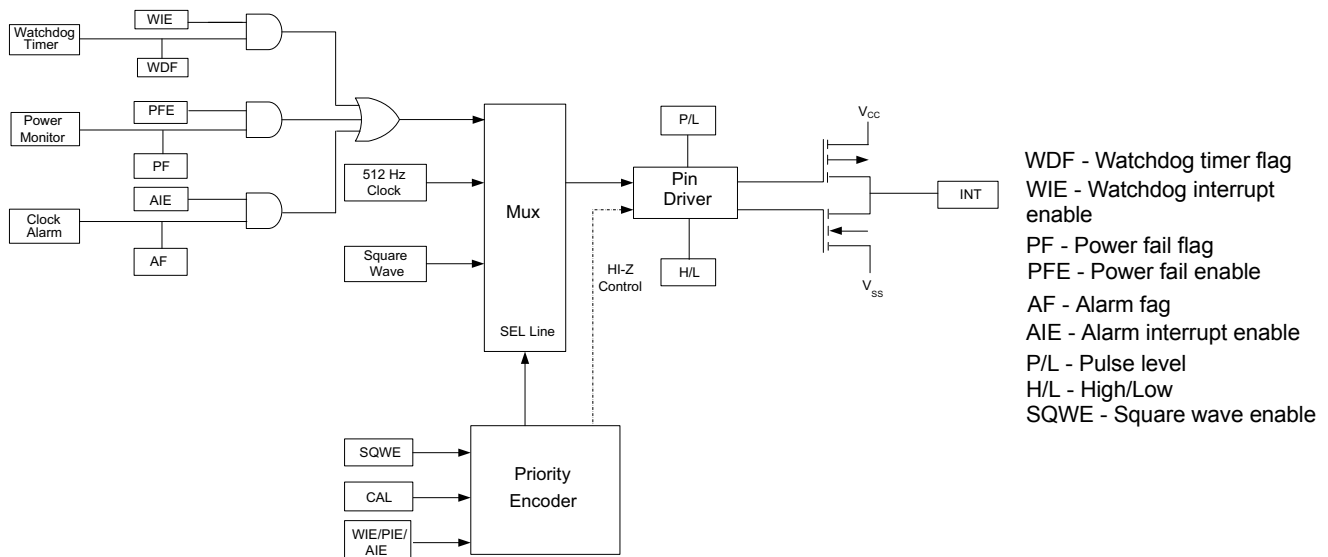 WIE
Watchdog
Timer
WDF
PFE
Power
Monitor
PF
AIE
Clock
Alarm
AF
512 Hz
Clock
Square
Wave
Mux
SEL Line
P/L
Pin
Driver
H/L
HI-Z
Control
VCC
INT
VSS
SQWE
CAL
WIE/PIE/
AIE
Priority
Encoder
WDF - Watchdog timer flag
WIE - Watchdog interrupt
enable
PF - Power fail flag
PFE - Power fail enable
AF - Alarm fag
AIE - Alarm interrupt enable
P/L - Pulse level
H/L - High/Low
SQWE - Square wave enable